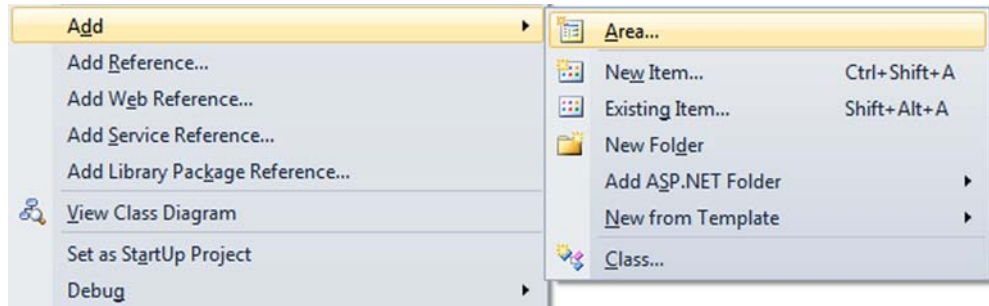 Add
Add Reference...
Add Web Reference...
Add Service Reference...
Add Library Package Reference...
View Class Diagram
Set as StartUp Project
Debug
Area...
New Item... Ctrl+Shift+A
Existing Item... Shift+Alt+A
New Folder
Add ASP.NET Folder
New from Template
Class...